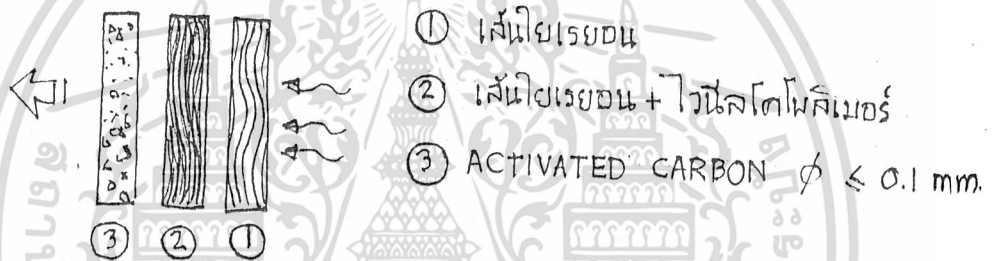 ① เส้นใยเรยอน
② เส้นใยเรยอน + ไวนีลโคโพลิเมอร์
③ ACTIVATED CARBON ϕ ≤ 0.1 mm.
③ ② ①